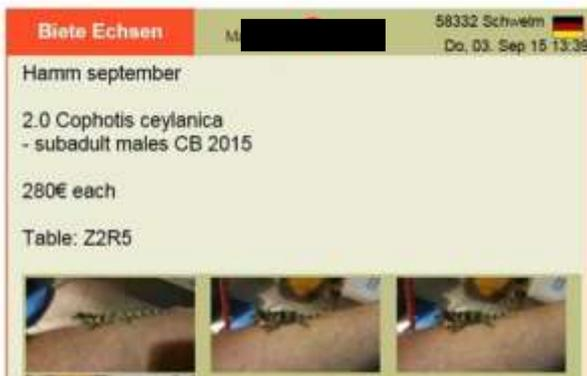 Biete Echsen
58332 Schwelm
Do, 03. Sep 15 13:39
Hamm september
2.0 Cophotis ceylanica
- subadult males CB 2015
280€ each
Table: Z2R5